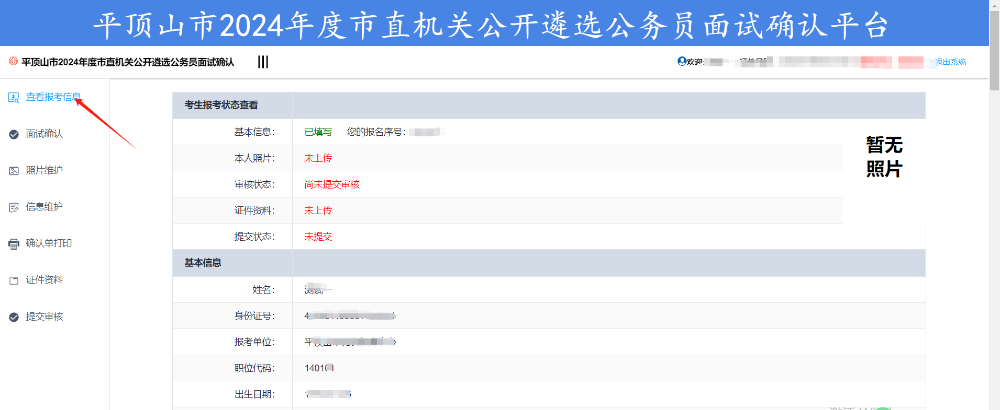 平顶山市2024年度市直机关公开遴选公务员面试确认平台
平顶山市2024年度市直机关公开遴选公务员面试确认
欢迎:
退出系统
查看报考信息
面试确认
照片维护
信息维护
确认单打印
证件资料
提交审核
考生报考状态查看
基本信息: 已填写 您的报名序号:
本人照片: 未上传
审核状态: 尚未提交审核
证件资料: 未上传
提交状态: 未提交
暂无
照片
基本信息
姓名:
身份证号:
报考单位:
职位代码:
出生日期: